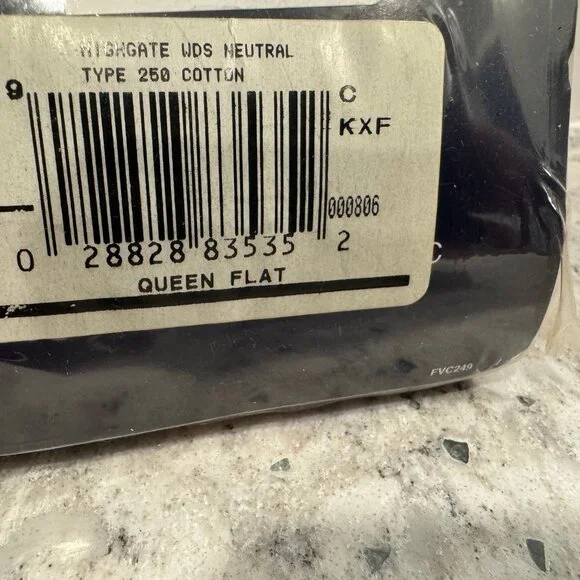 HIGHGATE WDS NEUTRAL
TYPE 250 COTTON
9
C
KXF
000806
0 28828 83535 2
QUEEN FLAT
C
FVC249